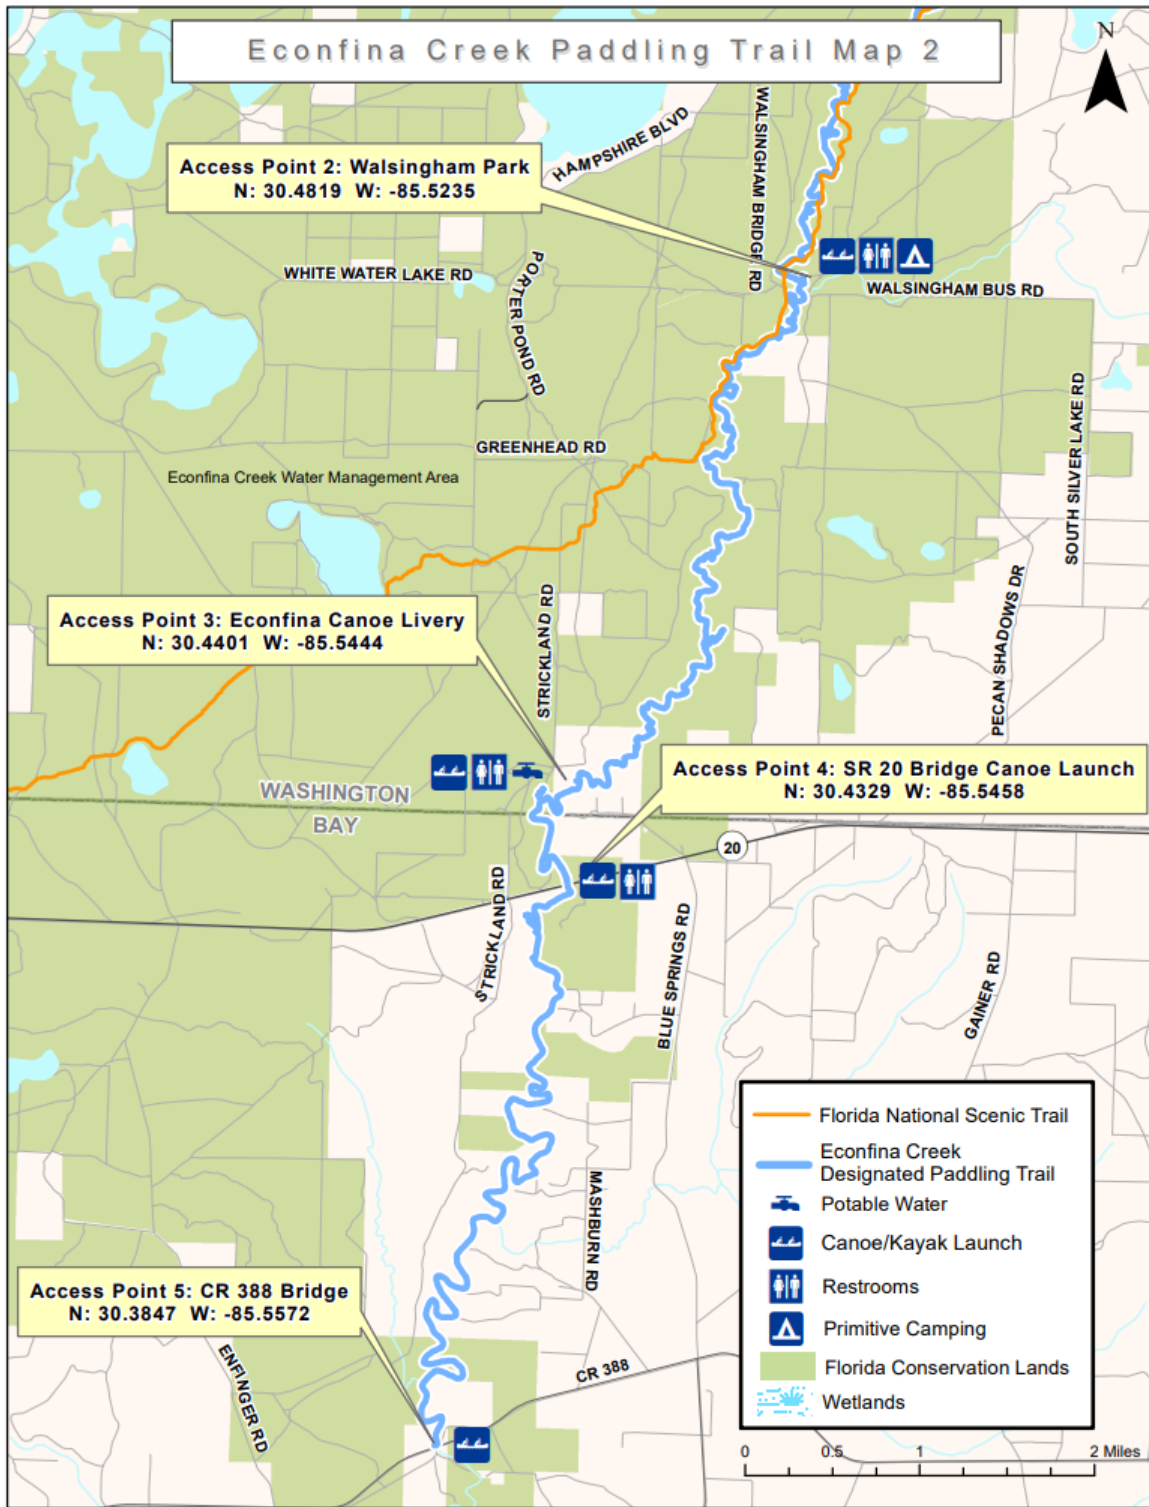 Econfina Creek Paddling Trail Map 2
N
HAMPSHIRE BLVD
WALSINGHAM BRIDGE RD
Access Point 2: Walsingham Park
N: 30.4819 W: -85.5235
WHITE WATER LAKE RD
PORTER POND RD
WALSINGHAM BUS RD
SOUTH SILVER LAKE RD
GREENHEAD RD
Econfina Creek Water Management Area
PECAN SHADOWS DR
STRICKLAND RD
Access Point 3: Econfina Canoe Livery
N: 30.4401 W: -85.5444
Access Point 4: SR 20 Bridge Canoe Launch
N: 30.4329 W: -85.5458
WASHINGTON
BAY
20
STRICKLAND RD
BLUE SPRINGS RD
GAINER RD
MASHBURN RD
Florida National Scenic Trail
Econfina Creek
Designated Paddling Trail
Potable Water
Canoe/Kayak Launch
Restrooms
Primitive Camping
Florida Conservation Lands
Wetlands
Access Point 5: CR 388 Bridge
N: 30.3847 W: -85.5572
ENFINGER RD
CR 388
0 0.5 1 2 Miles